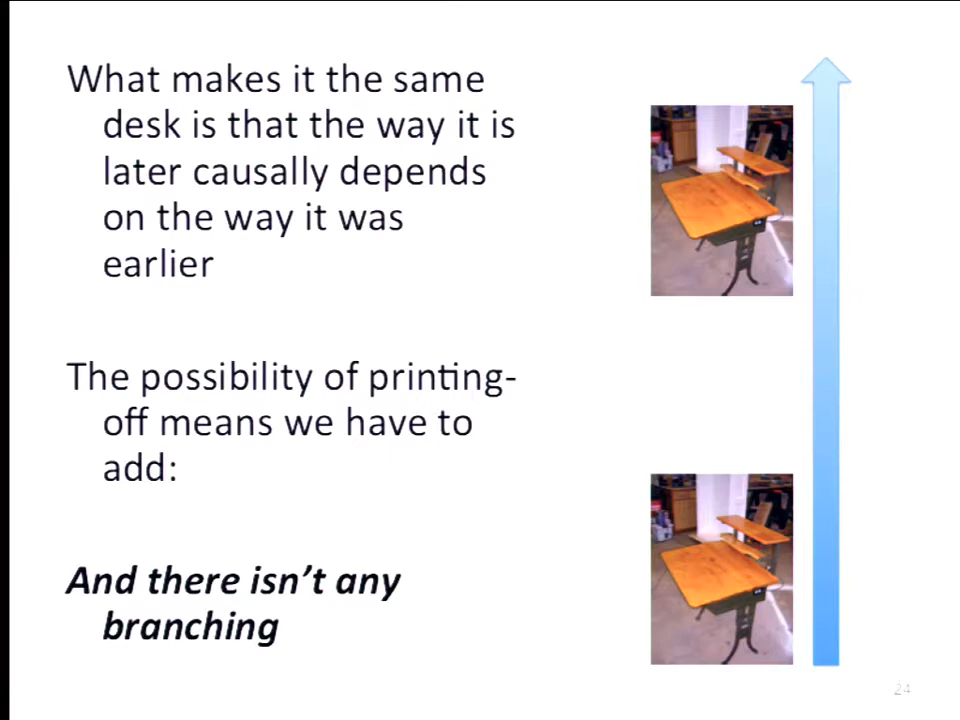 What makes it the same
desk is that the way it is
later causally depends
on the way it was
earlier
The possibility of printing-
off means we have to
add:
And there isn’t any
branching
24